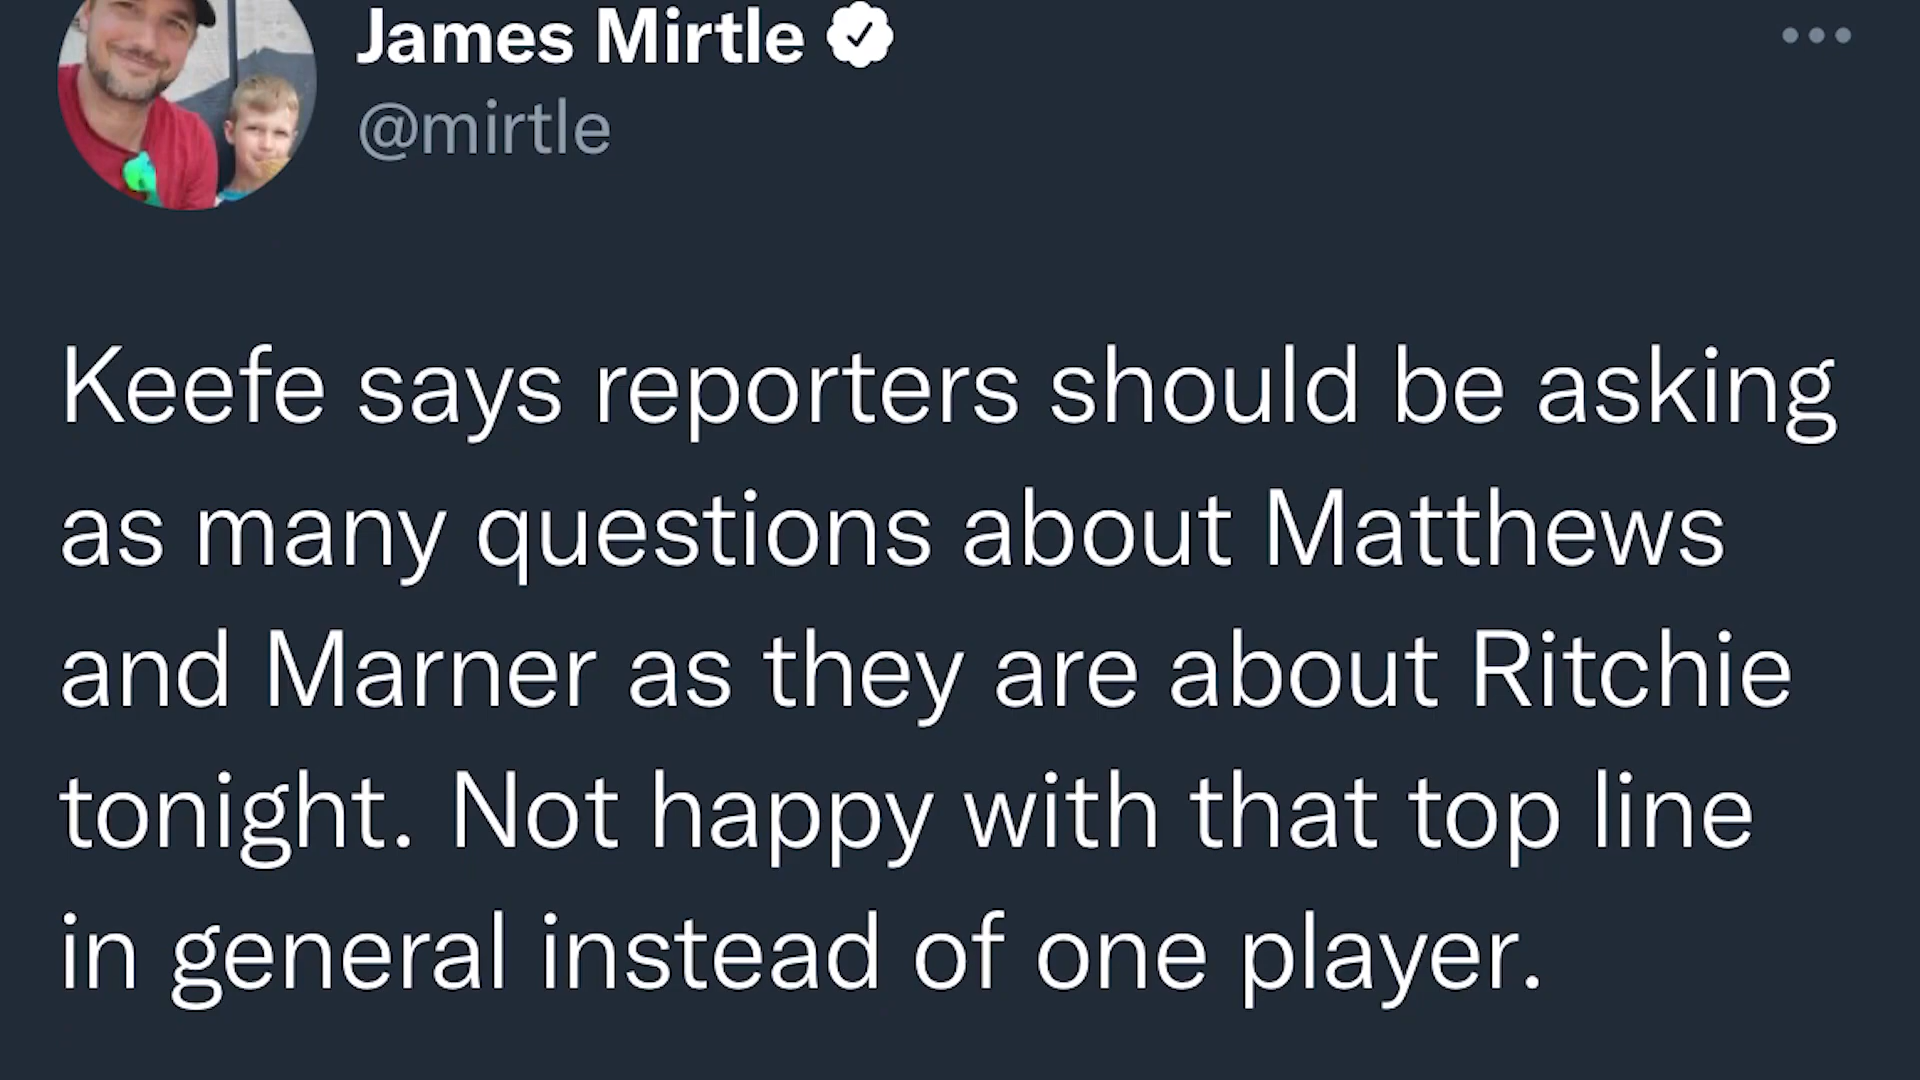 James Mirtle
@mirtle
Keefe says reporters should be asking
as many questions about Matthews
and Marner as they are about Ritchie
tonight. Not happy with that top line
in general instead of one player.